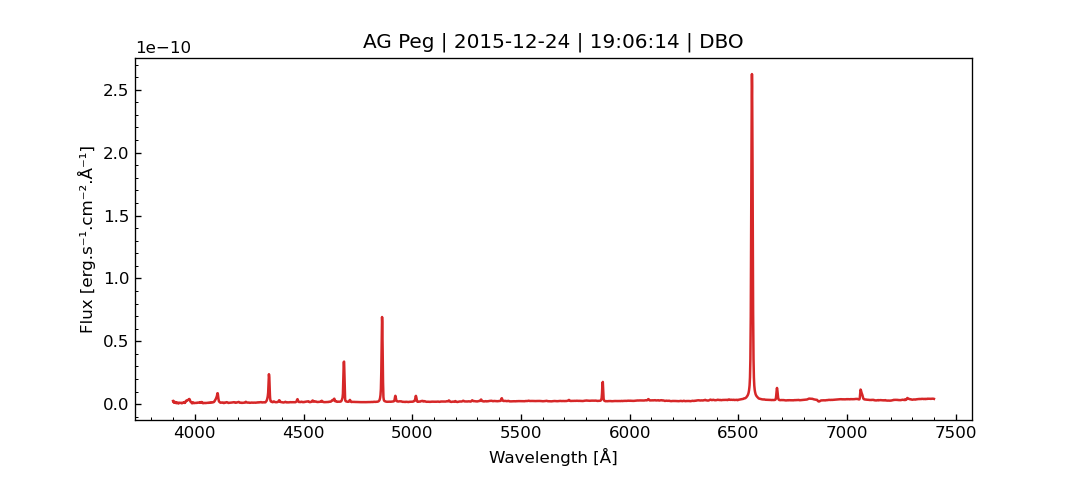 AG Peg | 2015-12-24 | 19:06:14 | DBO
1e−10
Flux [erg.s⁻¹.cm⁻².Å⁻¹]
2.5
2.0
1.5
1.0
0.5
0.0
4000 4500 5000 5500 6000 6500 7000 7500
Wavelength [Å]